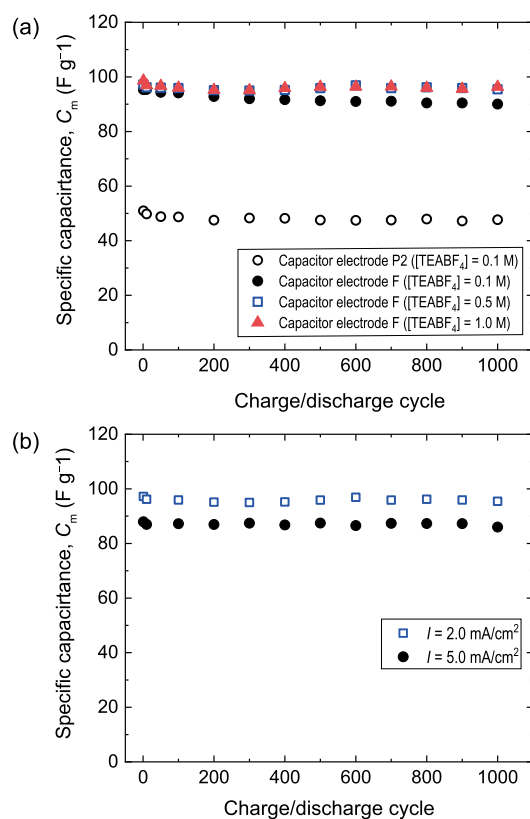 (a)
Specific capacirtance, Cm (F g−1)
120
100
80
60
40
20
0
Capacitor electrode P2 ([TEABF4] = 0.1 M)
Capacitor electrode F ([TEABF4] = 0.1 M)
Capacitor electrode F ([TEABF4] = 0.5 M)
Capacitor electrode F ([TEABF4] = 1.0 M)
0 200 400 600 800 1000
Charge/discharge cycle
(b)
Specific capacirtance, Cm (F g−1)
120
100
80
60
40
20
0
I = 2.0 mA/cm2
I = 5.0 mA/cm2
0 200 400 600 800 1000
Charge/discharge cycle